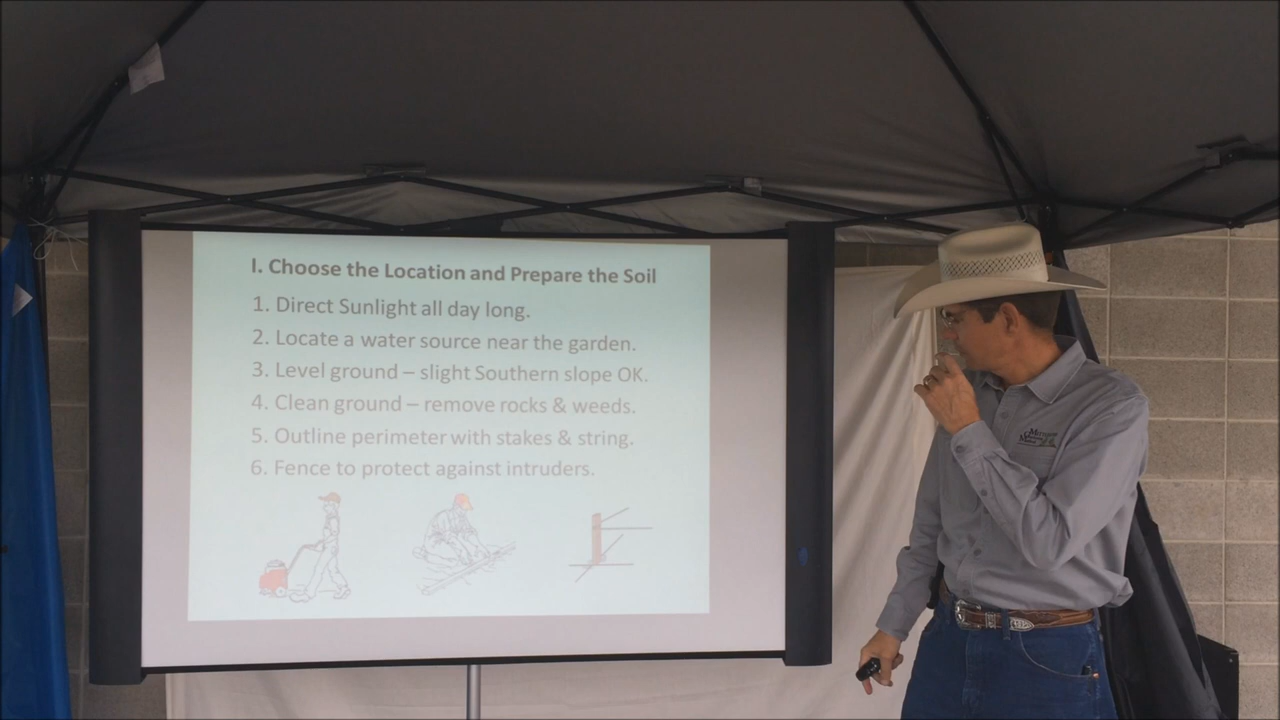 I. Choose the Location and Prepare the Soil
1. Direct Sunlight all day long.
2. Locate a water source near the garden.
3. Level ground – slight Southern slope OK.
4. Clean ground – remove rocks & weeds.
5. Outline perimeter with stakes & string.
6. Fence to protect against intruders.